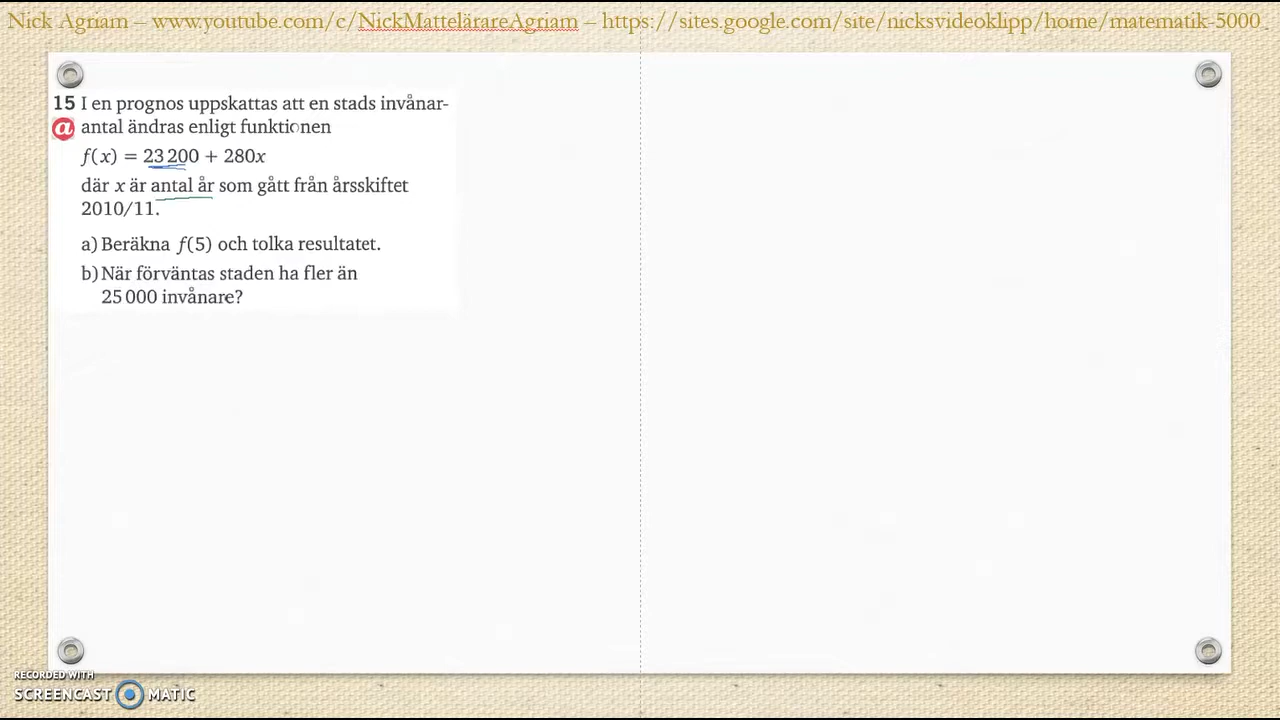 Nick Agriam – www.youtube.com/c/NickMattelärareAgriam – https://sites.google.com/site/nicksvideoklipp/home/matematik-5000
15 I en prognos uppskattas att en stads invånar-
a antal ändras enligt funktionen
f(x) = 23 200 + 280x
där x är antal år som gått från årsskiftet
2010/11.
a) Beräkna f(5) och tolka resultatet.
b) När förväntas staden ha fler än
25 000 invånare?
RECORDED WITH
SCREENCAST MATIC